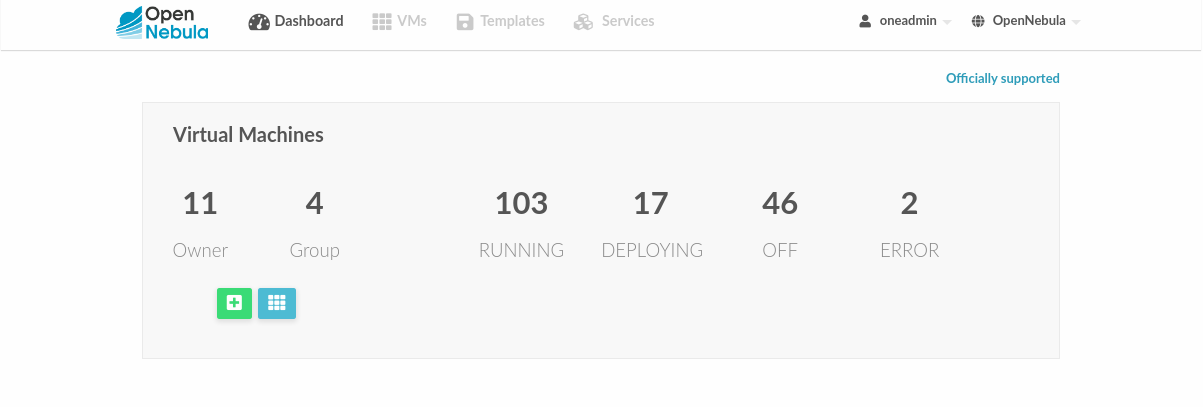 Open Nebula Dashboard VMs Templates Services oneadmin OpenNebula
Officially supported
Virtual Machines
11 4 103 17 46 2
Owner Group RUNNING DEPLOYING OFF ERROR